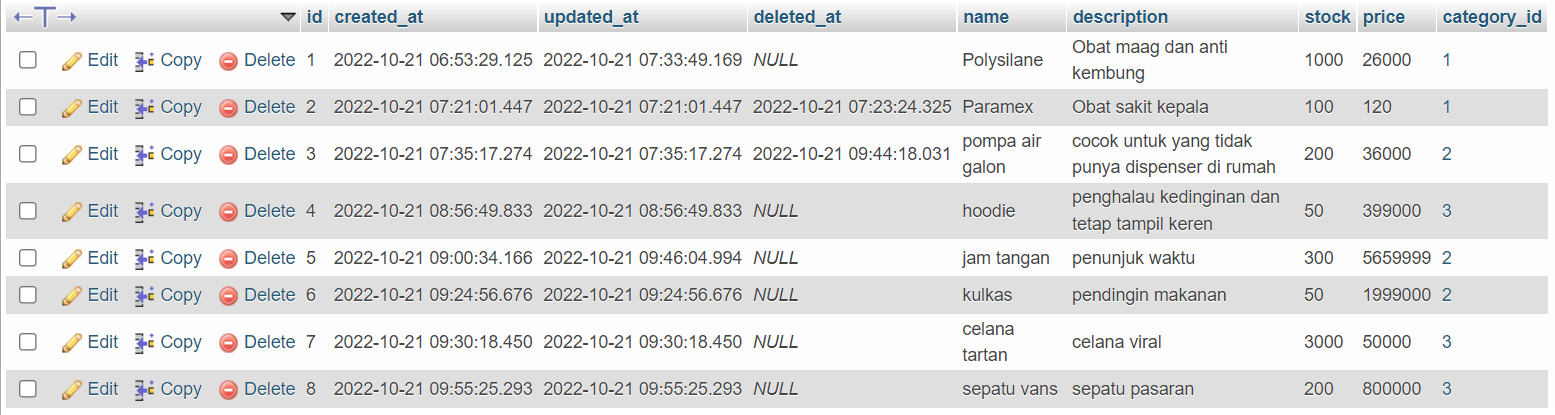 id created_at updated_at deleted_at name description stock price category_id
Edit Copy Delete 1 2022-10-21 06:53:29.125 2022-10-21 07:33:49.169 NULL Polysilane Obat maag dan anti kembung 1000 26000 1
Edit Copy Delete 2 2022-10-21 07:21:01.447 2022-10-21 07:21:01.447 2022-10-21 07:23:24.325 Paramex Obat sakit kepala 100 120 1
Edit Copy Delete 3 2022-10-21 07:35:17.274 2022-10-21 07:35:17.274 2022-10-21 09:44:18.031 pompa air galon cocok untuk yang tidak punya dispenser di rumah 200 36000 2
Edit Copy Delete 4 2022-10-21 08:56:49.833 2022-10-21 08:56:49.833 NULL hoodie penghalau kedinginan dan tetap tampil keren 50 399000 3
Edit Copy Delete 5 2022-10-21 09:00:34.166 2022-10-21 09:46:04.994 NULL jam tangan penunjuk waktu 300 5659999 2
Edit Copy Delete 6 2022-10-21 09:24:56.676 2022-10-21 09:24:56.676 NULL kulkas pendingin makanan 50 1999000 2
Edit Copy Delete 7 2022-10-21 09:30:18.450 2022-10-21 09:30:18.450 NULL celana tartan celana viral 3000 50000 3
Edit Copy Delete 8 2022-10-21 09:55:25.293 2022-10-21 09:55:25.293 NULL sepatu vans sepatu pasaran 200 800000 3